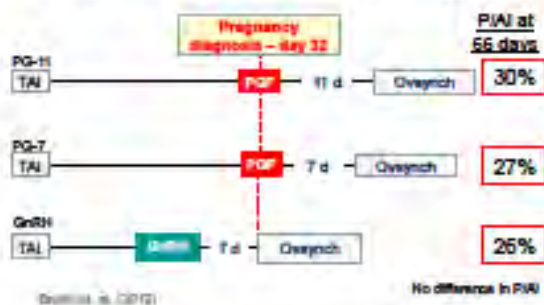 Pregnancy
diagnosis – day 32
P/AI at
66 days
PG-11
TAI PGF 11 d Ovsynch 30%
PG-7
TAI PGF 7 d Ovsynch 27%
GnRH
TAI GnRH 7 d Ovsynch 26%
No difference in P/AI